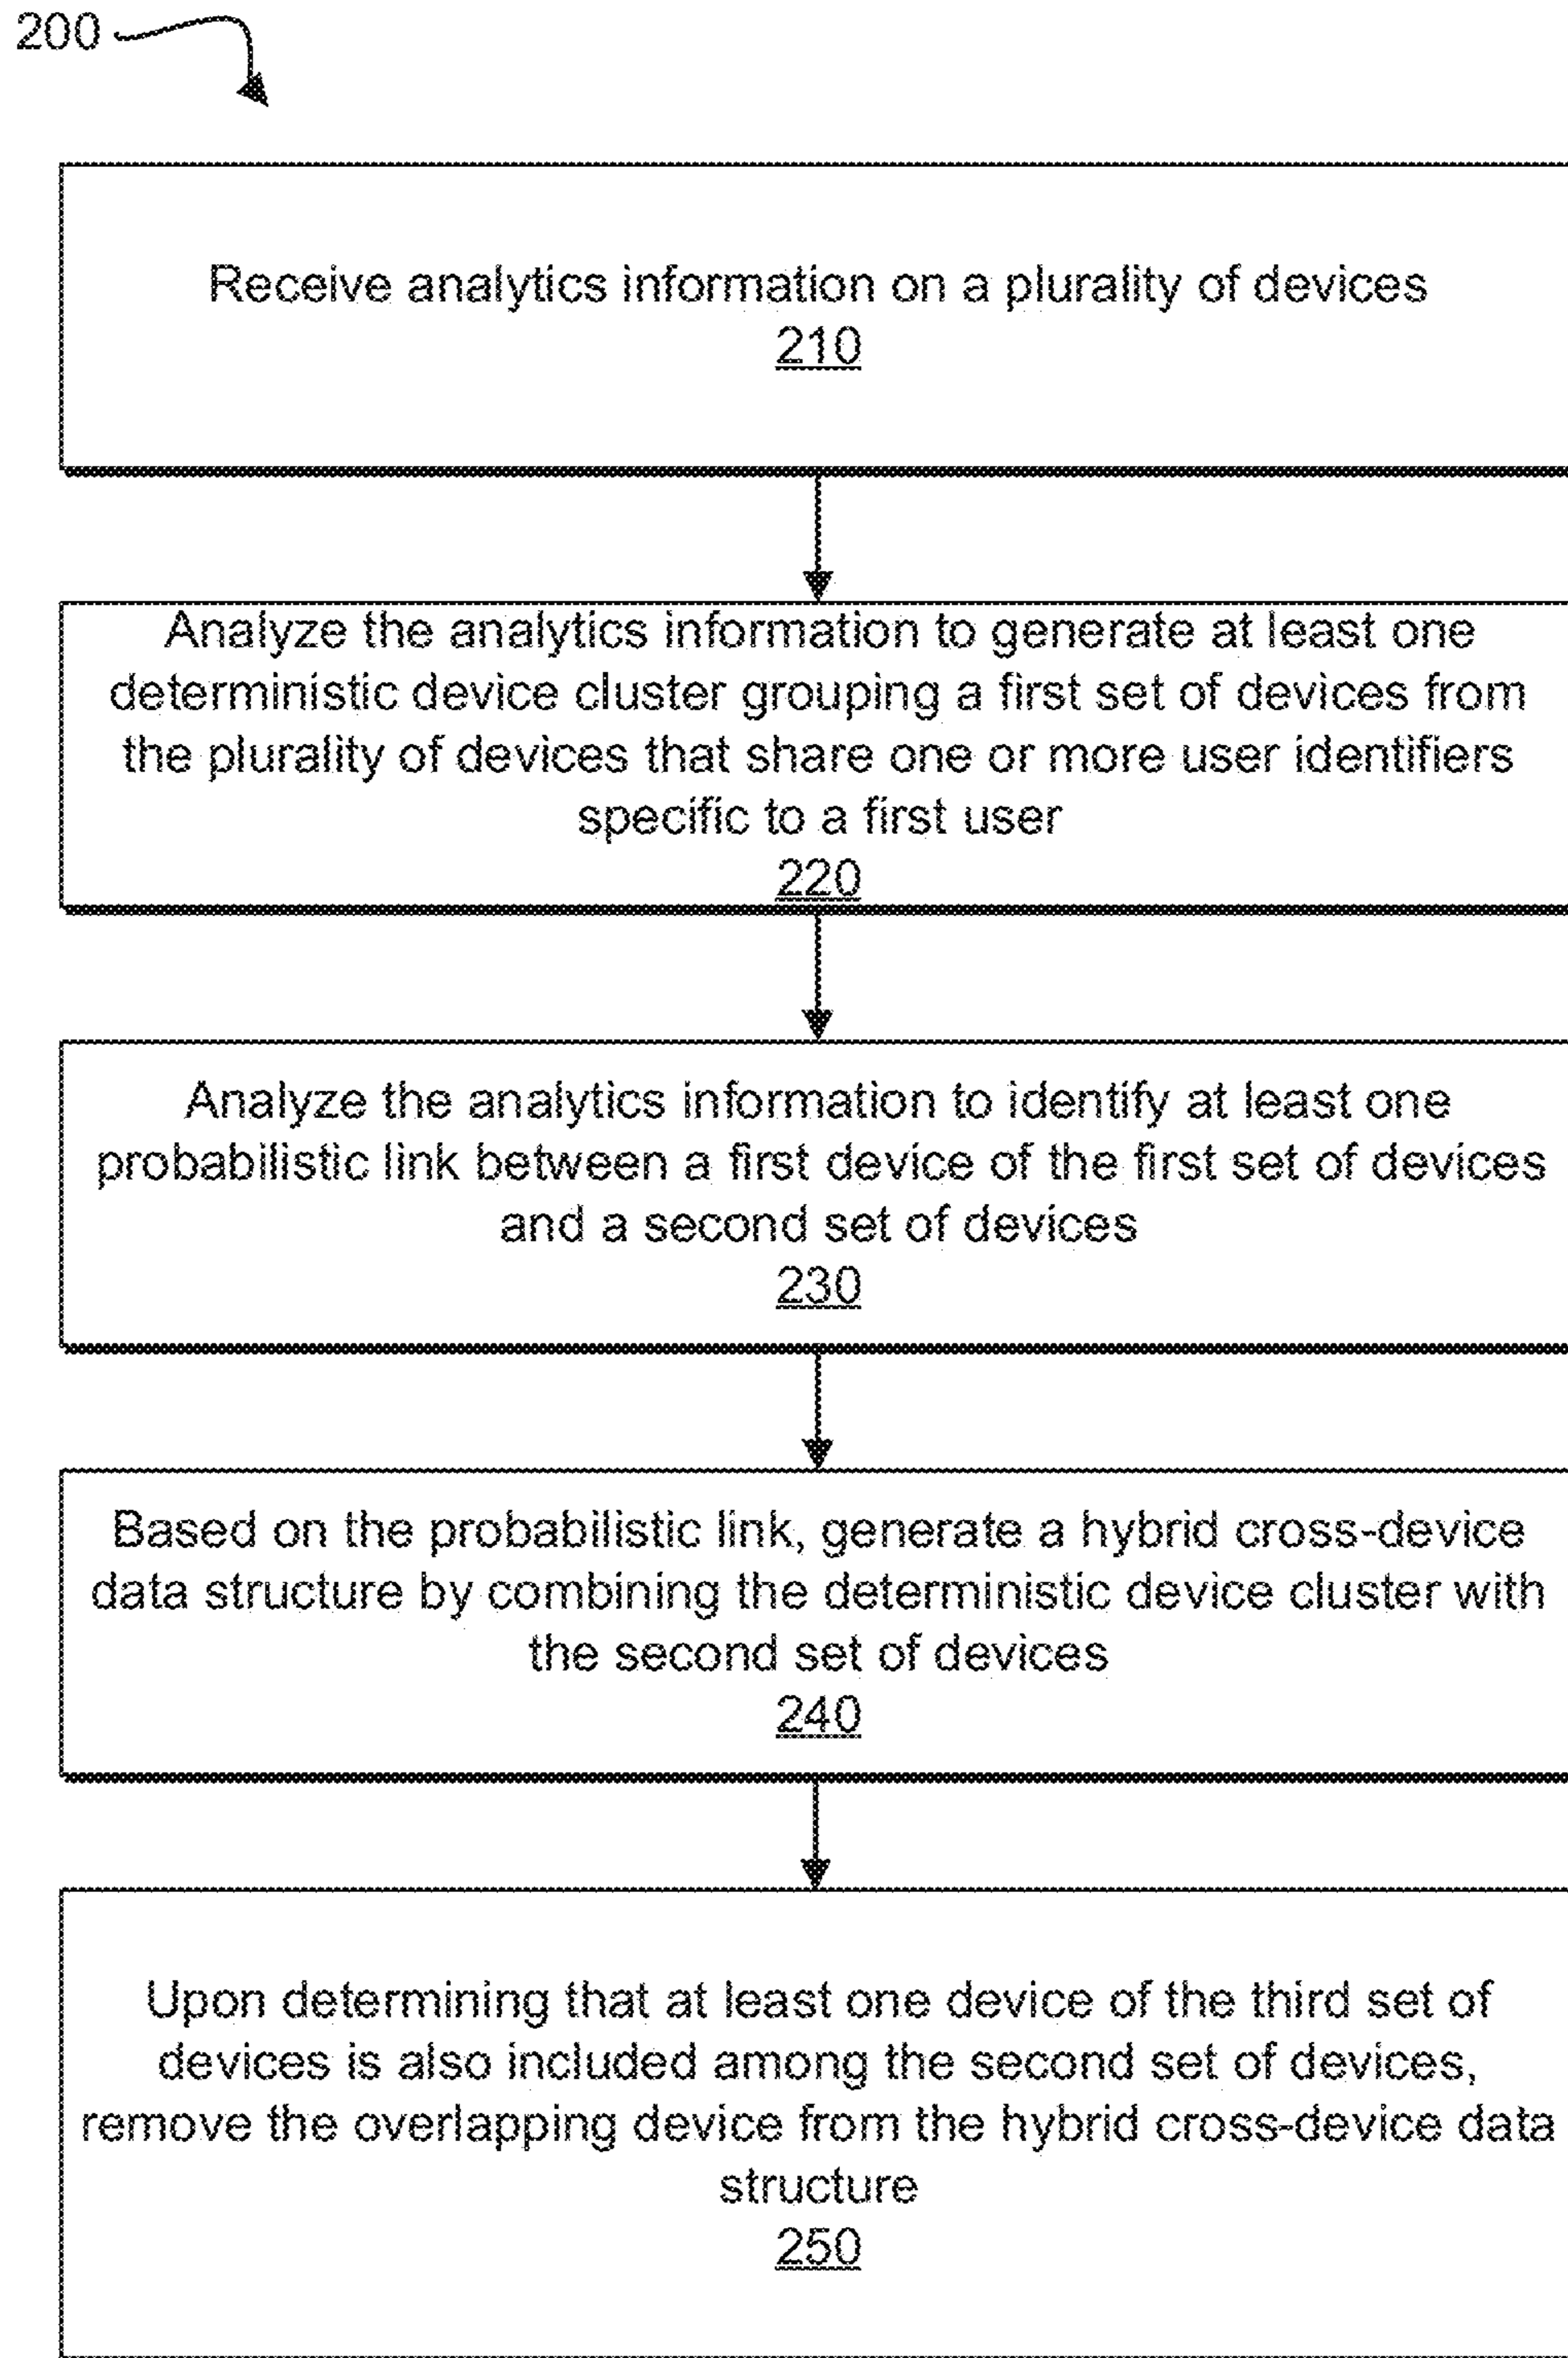 200
Receive analytics information on a plurality of devices
210
Analyze the analytics information to generate at least one
deterministic device cluster grouping a first set of devices from
the plurality of devices that share one or more user identifiers
specific to a first user
220
Analyze the analytics information to identify at least one
probabilistic link between a first device of the first set of devices
and a second set of devices
230
Based on the probabilistic link, generate a hybrid cross-device
data structure by combining the deterministic device cluster with
the second set of devices
240
Upon determining that at least one device of the third set of
devices is also included among the second set of devices,
remove the overlapping device from the hybrid cross-device data
structure
250